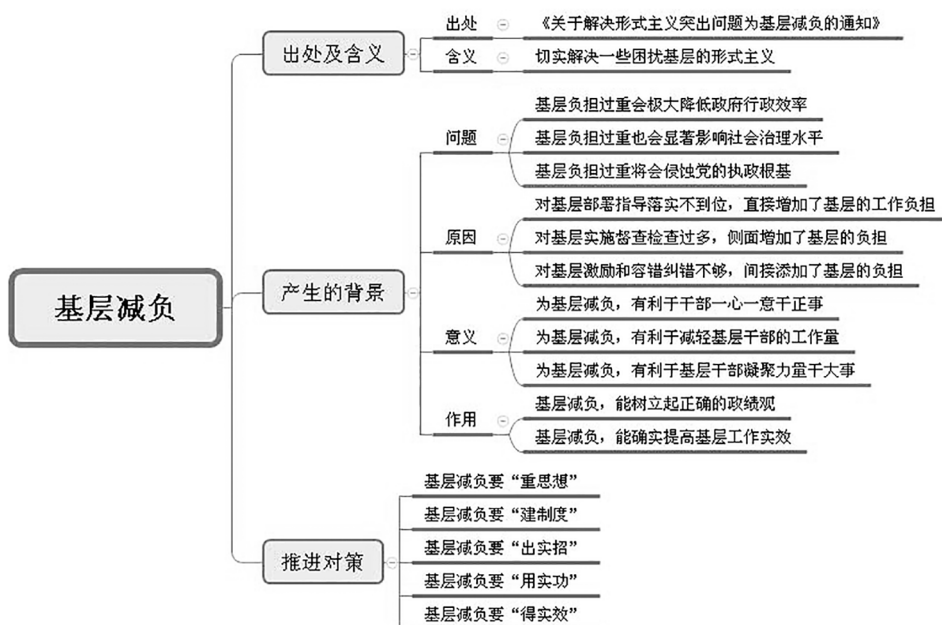 基层减负
出处及含义
出处
《关于解决形式主义突出问题为基层减负的通知》
含义
切实解决一些困扰基层的形式主义
产生的背景
问题
基层负担过重会极大降低政府行政效率
基层负担过重也会显著影响社会治理水平
基层负担过重将会侵蚀党的执政根基
原因
对基层部署指导落实不到位，直接增加了基层的工作负担
对基层实施督查检查过多，侧面增加了基层的负担
对基层激励和容错纠错不够，间接添加了基层的负担
意义
为基层减负，有利于干部一心一意干正事
为基层减负，有利于减轻基层干部的工作量
为基层减负，有利于基层干部凝聚力量干大事
作用
基层减负，能树立起正确的政绩观
基层减负，能确实提高基层工作实效
推进对策
基层减负要“重思想”
基层减负要“建制度”
基层减负要“出实招”
基层减负要“用实功”
基层减负要“得实效”